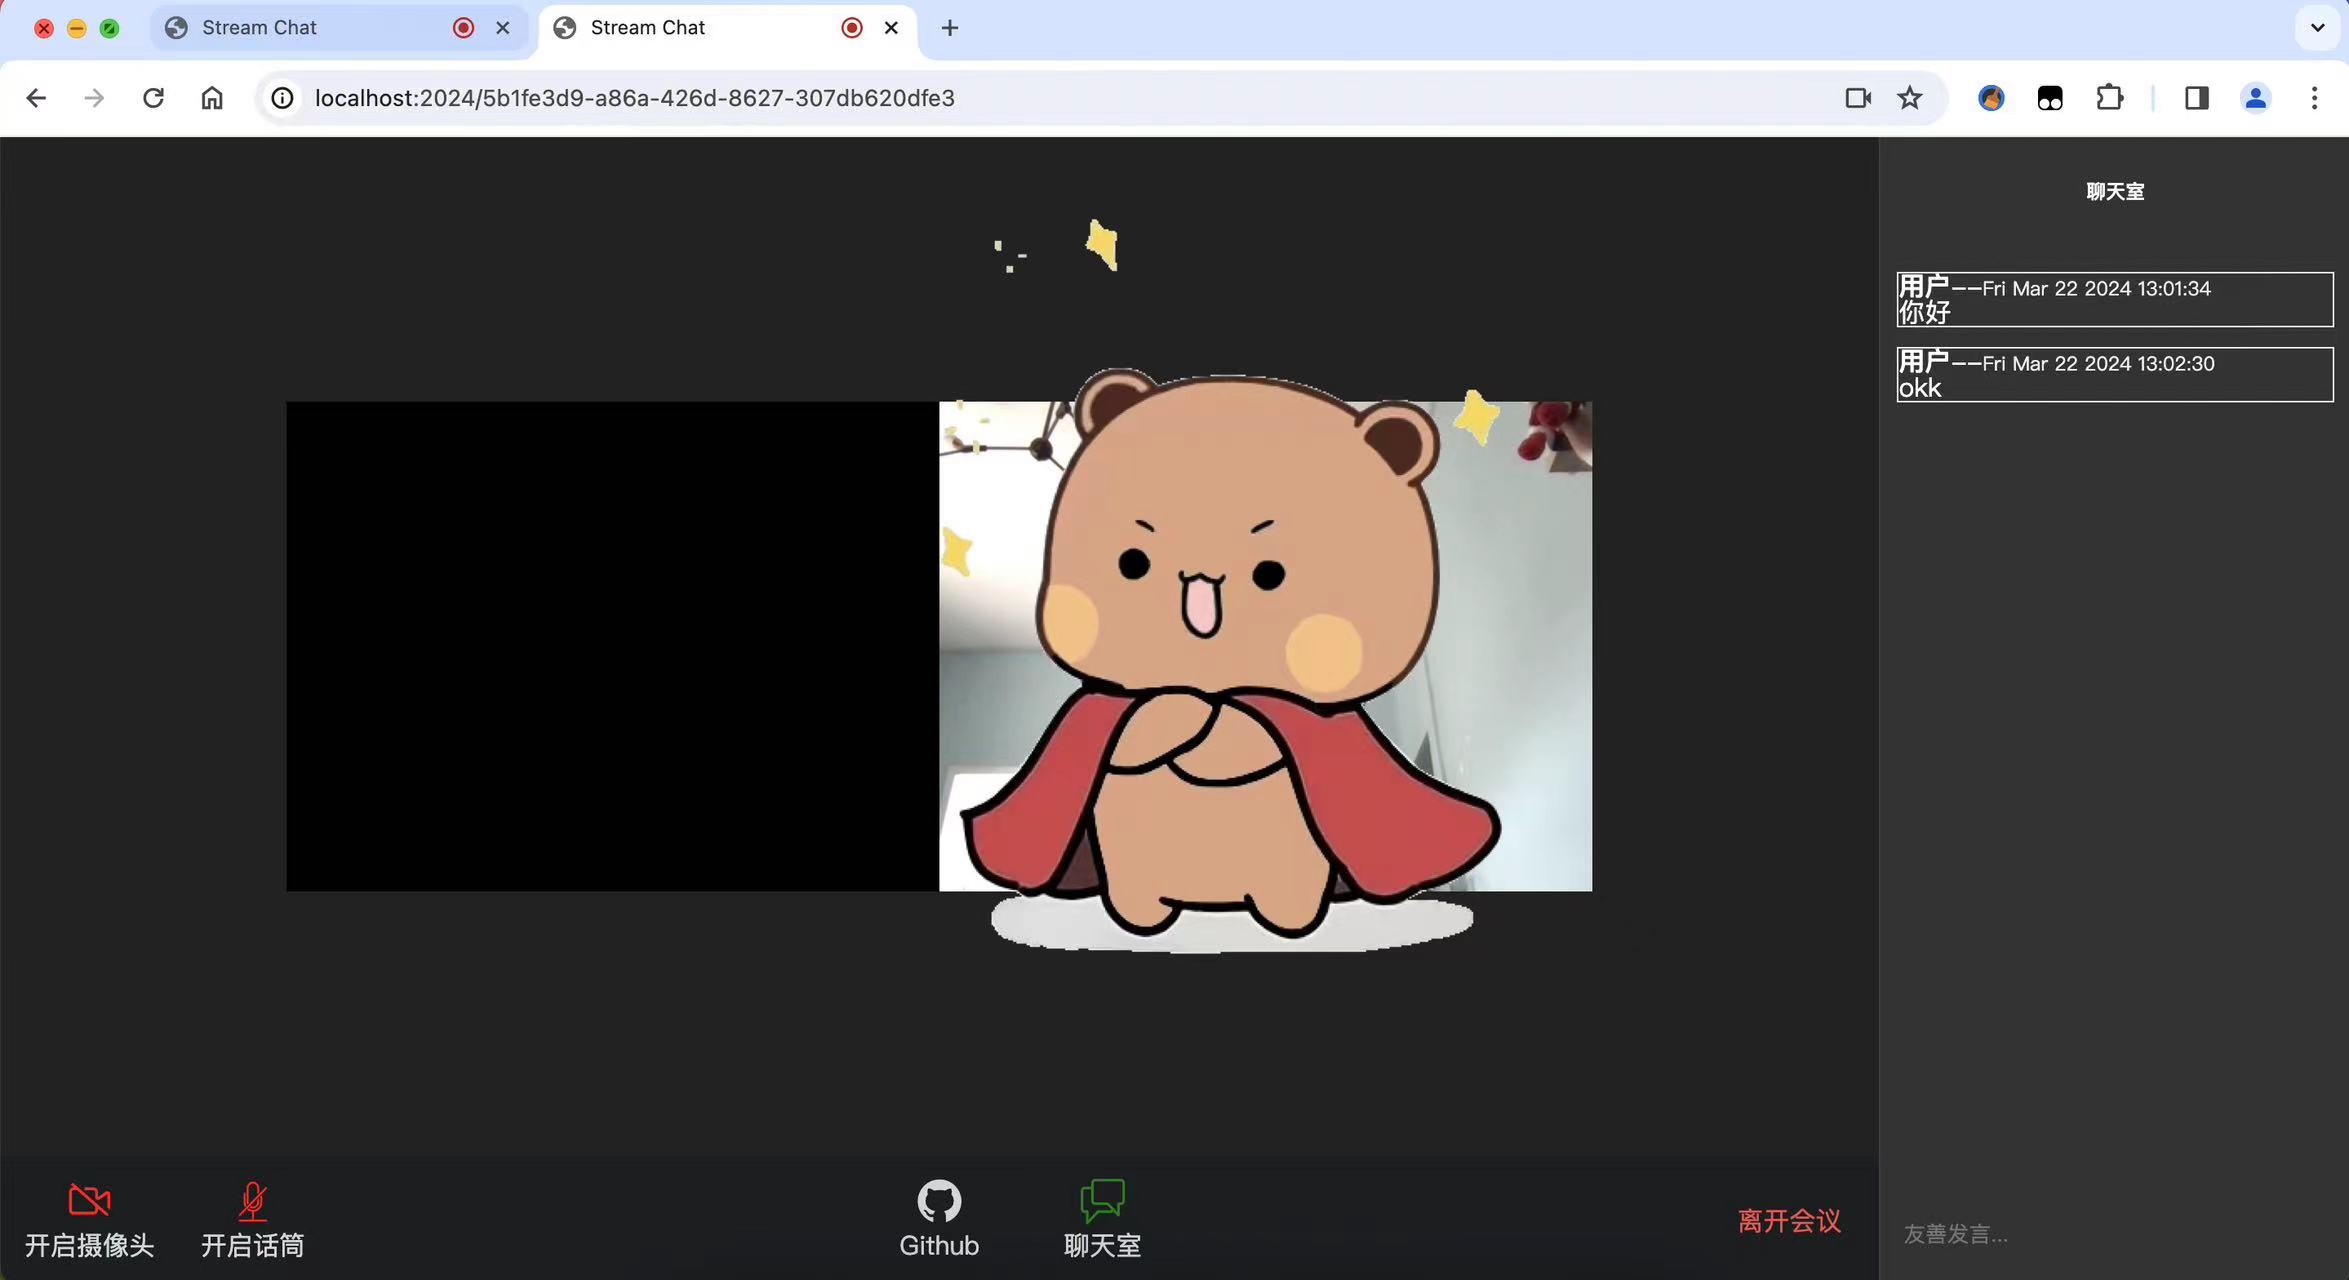 Stream Chat
Stream Chat
localhost:2024/5b1fe3d9-a86a-426d-8627-307db620dfe3
聊天室
用户——Fri Mar 22 2024 13:01:34
你好
用户——Fri Mar 22 2024 13:02:30
okk
开启摄像头
开启话筒
Github
聊天室
离开会议
友善发言...